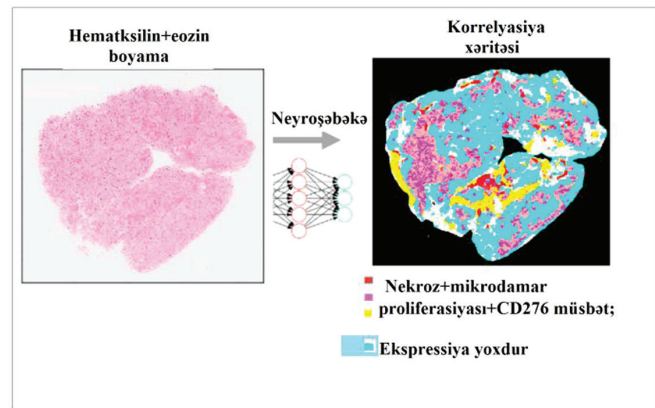 Hematksilin+eozin
boyama
Neyroşəbəkə
Korrelyasiya
xəritəsi
Nekroz+mikrodamar
proliferasiyası+CD276 müsbət;
Ekspressiya yoxdur